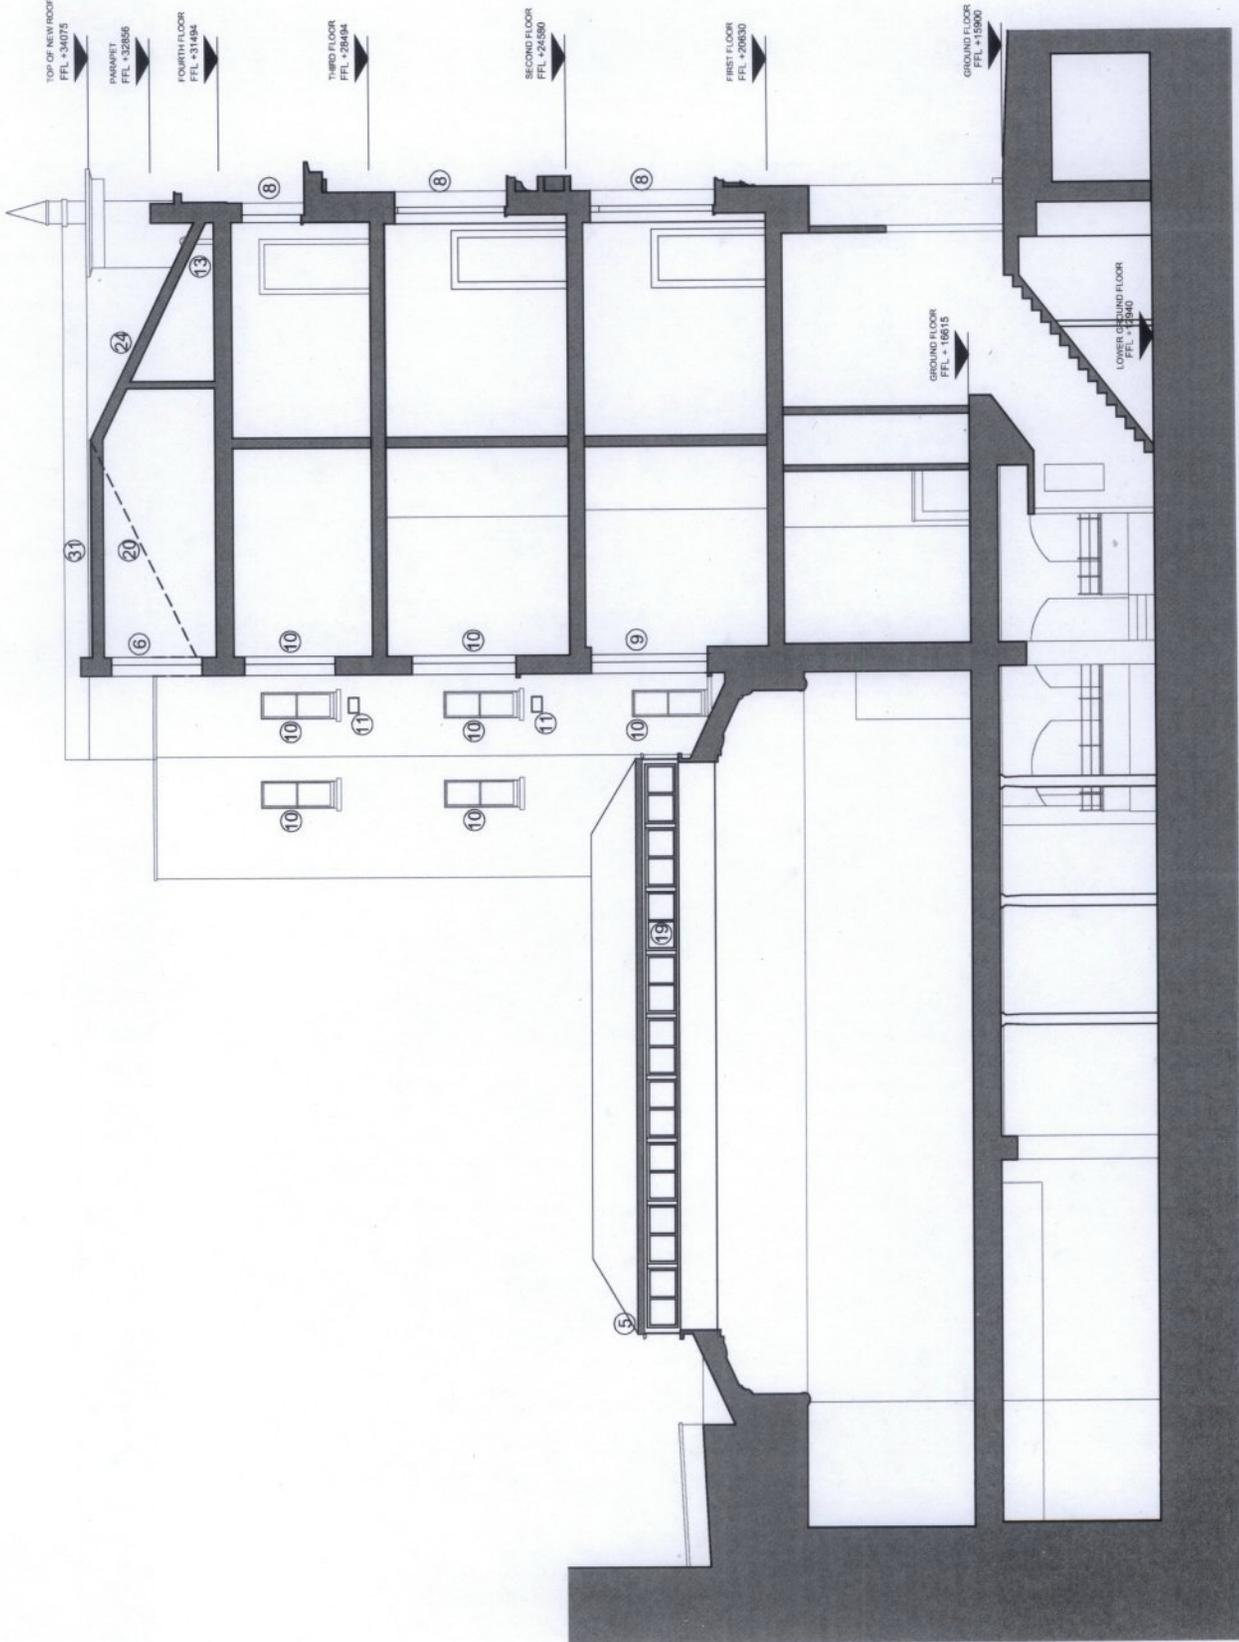 TOP OF NEW ROOF
FFL +34075
PARAPET
FFL +32856
FOURTH FLOOR
FFL +31494
THIRD FLOOR
FFL +28494
SECOND FLOOR
FFL +24580
FIRST FLOOR
FFL +20630
GROUND FLOOR
FFL +15900
GROUND FLOOR
FFL + 16615
LOWER GROUND FLOOR
FFL +12940
8
8
8
13
24
31
20
6
10
10
9
10
11
10
11
10
10
10
19
5